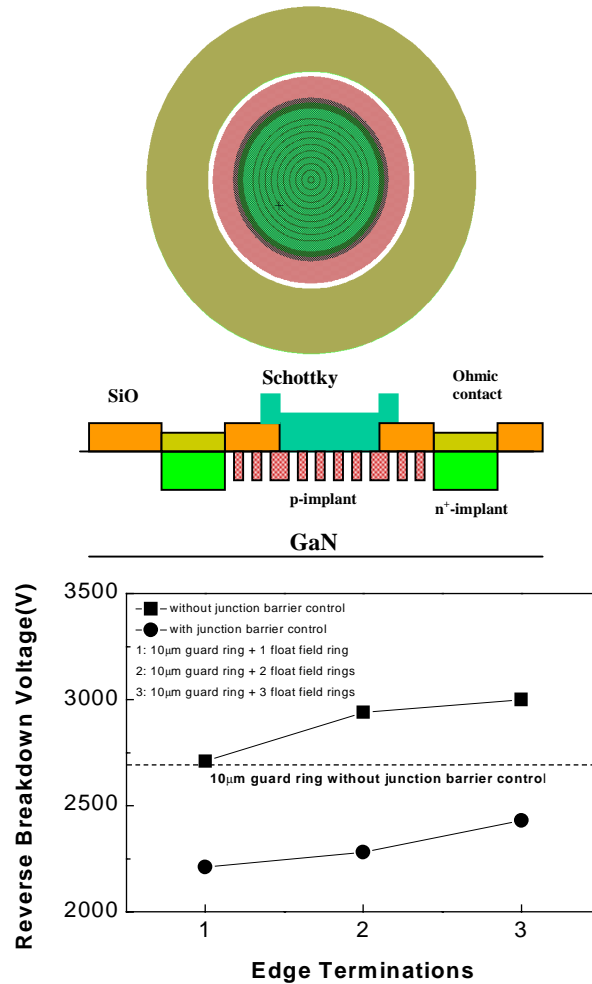 Schottky
Ohmic
contact
SiO
p-implant
n+-implant
GaN
3500
without junction barrier control
with junction barrier control
1: 10μm guard ring + 1 float field ring
2: 10μm guard ring + 2 float field rings
3: 10μm guard ring + 3 float field rings
3000
10μm guard ring without junction barrier control
2500
2000
1 2 3
Reverse Breakdown Voltage(V)
Edge Terminations